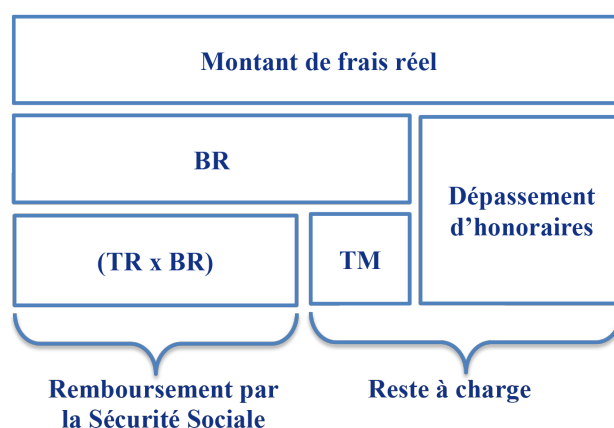 Montant de frais réel
BR
Dépassement
d’honoraires
(TR x BR)
TM
Remboursement par
la Sécurité Sociale
Reste à charge